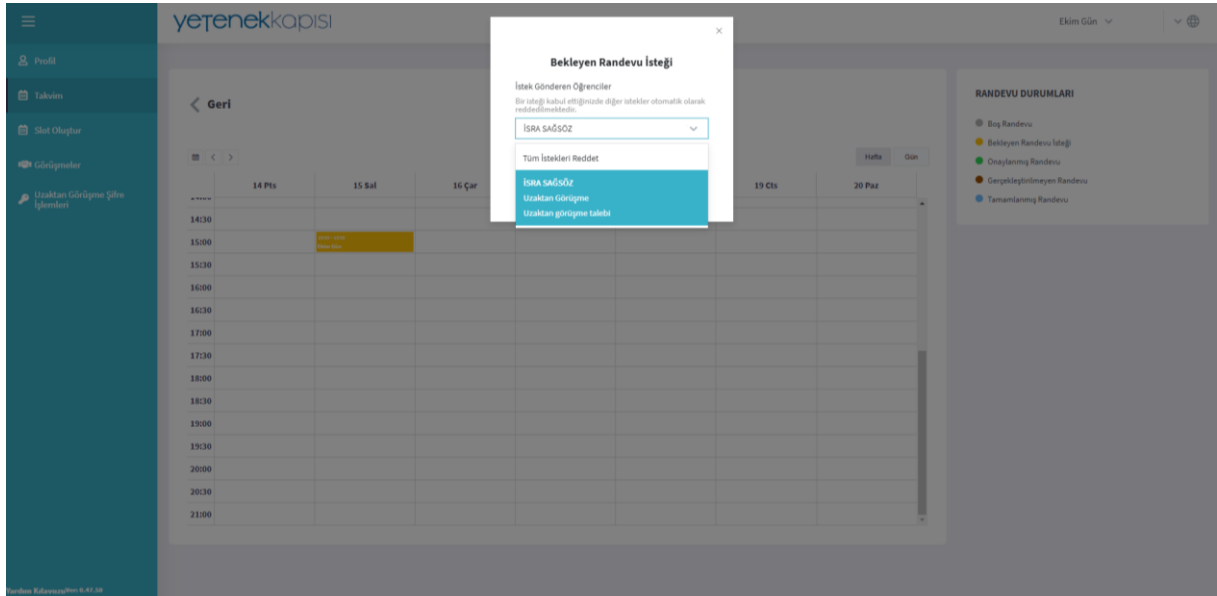 yetenekkapısı
Ekim Gün
Profil
Takvim
Slot Oluştur
Görüşmeler
Uzaktan Görüşme Şifre
İşlemleri
Geri
Hafta Gün
14 Pts 15 Sal 16 Çar 19 Cts 20 Paz
14:30
15:00
15:30
16:00
16:30
17:00
17:30
18:00
18:30
19:00
19:30
20:00
20:30
21:00
Bekleyen Randevu İsteği
İstek Gönderen Öğrenciler
Bir isteği kabul ettiğinizde diğer istekler otomatik olarak
reddedilmektedir.
İSRA SAĞSÖZ
Tüm İstekleri Reddet
İSRA SAĞSÖZ
Uzaktan Görüşme
Uzaktan görüşme talebi
RANDEVU DURUMLARI
Boş Randevu
Bekleyen Randevu İsteği
Onaylanmış Randevu
Gerçekleştirilmeyen Randevu
Tamamlanmış Randevu